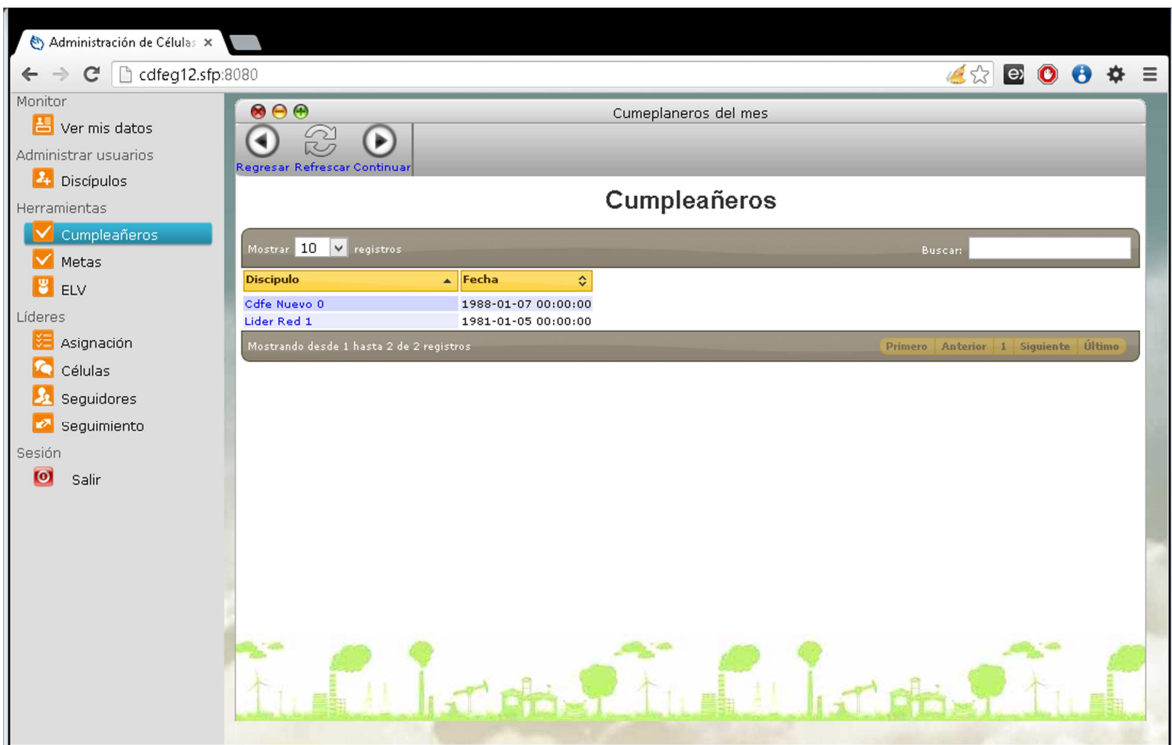 Administración de Células
cdfeg12.sfp:8080
Monitor
Ver mis datos
Administrar usuarios
Discípulos
Herramientas
Cumpleañeros
Metas
ELV
Líderes
Asignación
Células
Seguidores
Seguimiento
Sesión
Salir
Cumeplaneros del mes
Regresar Refrescar Continuar
Cumpleañeros
Mostrar 10 registros Buscar:
Discipulo Fecha
Cdfe Nuevo 0 1988-01-07 00:00:00
Lider Red 1 1981-01-05 00:00:00
Mostrando desde 1 hasta 2 de 2 registros Primero Anterior 1 Siguiente Último